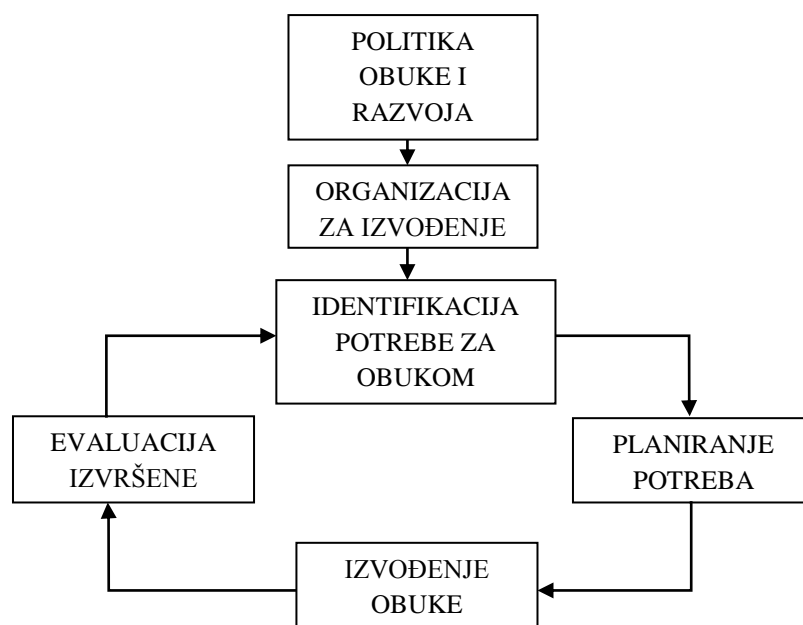 POLITIKA
OBUKE I
RAZVOJA
ORGANIZACIJA
ZA IZVOĐENJE
IDENTIFIKACIJA
POTREBE ZA
OBUKOM
EVALUACIJA
IZVRŠENE
PLANIRANJE
POTREBA
IZVOĐENJE
OBUKE